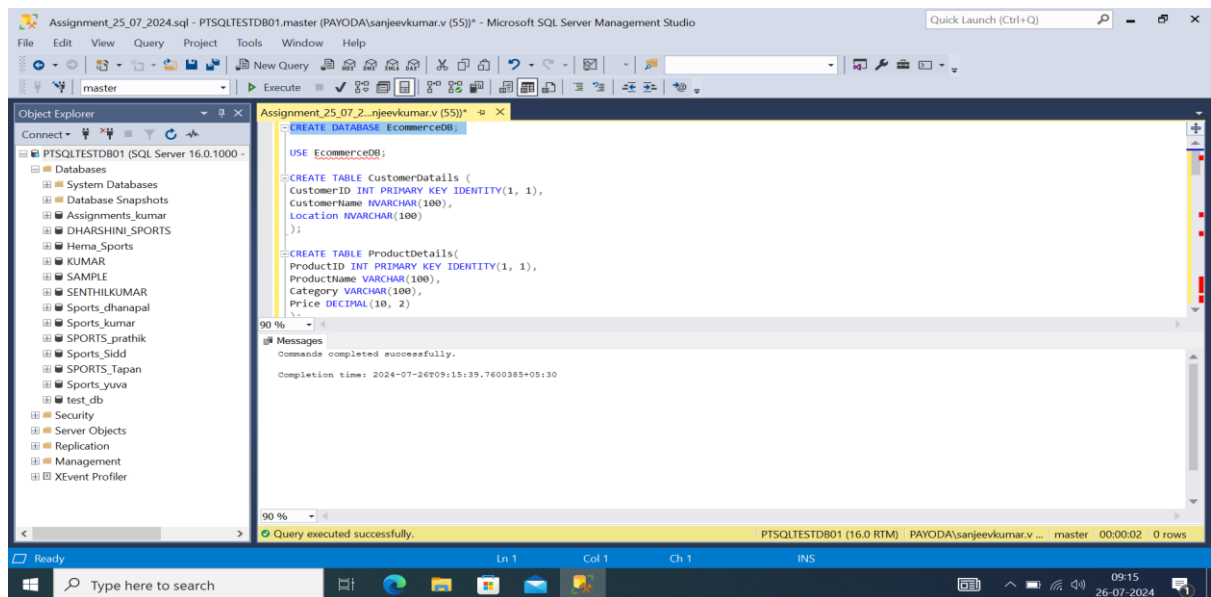 Assignment_25_07_2024.sql - PTSQLTESTDB01.master (PAYODA\sanjeevkumar.v (55))* - Microsoft SQL Server Management Studio
Quick Launch (Ctrl+Q)
File Edit View Query Project Tools Window Help
New Query
master
Execute
Object Explorer
Connect
PTSQLTESTDB01 (SQL Server 16.0.1000 -
Databases
System Databases
Database Snapshots
Assignments_kumar
DHARSHINI_SPORTS
Hema_Sports
KUMAR
SAMPLE
SENTHILKUMAR
Sports_dhanapal
Sports_kumar
SPORTS_prathik
Sports_Sidd
SPORTS_Tapan
Sports_yuva
test_db
Security
Server Objects
Replication
Management
XEvent Profiler
Assignment_25_07_2...njeevkumar.v (55))*
CREATE DATABASE EcommerceDB;
USE EcommerceDB;
CREATE TABLE CustomerDatails (
CustomerID INT PRIMARY KEY IDENTITY(1, 1),
CustomerName NVARCHAR(100),
Location NVARCHAR(100)
);
CREATE TABLE ProductDetails(
ProductID INT PRIMARY KEY IDENTITY(1, 1),
ProductName VARCHAR(100),
Category VARCHAR(100),
Price DECIMAL(10, 2)
90 %
Messages
Commands completed successfully.
Completion time: 2024-07-26T09:15:39.7600385+05:30
90 %
Query executed successfully.
PTSQLTESTDB01 (16.0 RTM) PAYODA\sanjeevkumar.v ... master 00:00:02 0 rows
Ready
Ln 1 Col 1 Ch 1 INS
Type here to search
09:15
26-07-2024